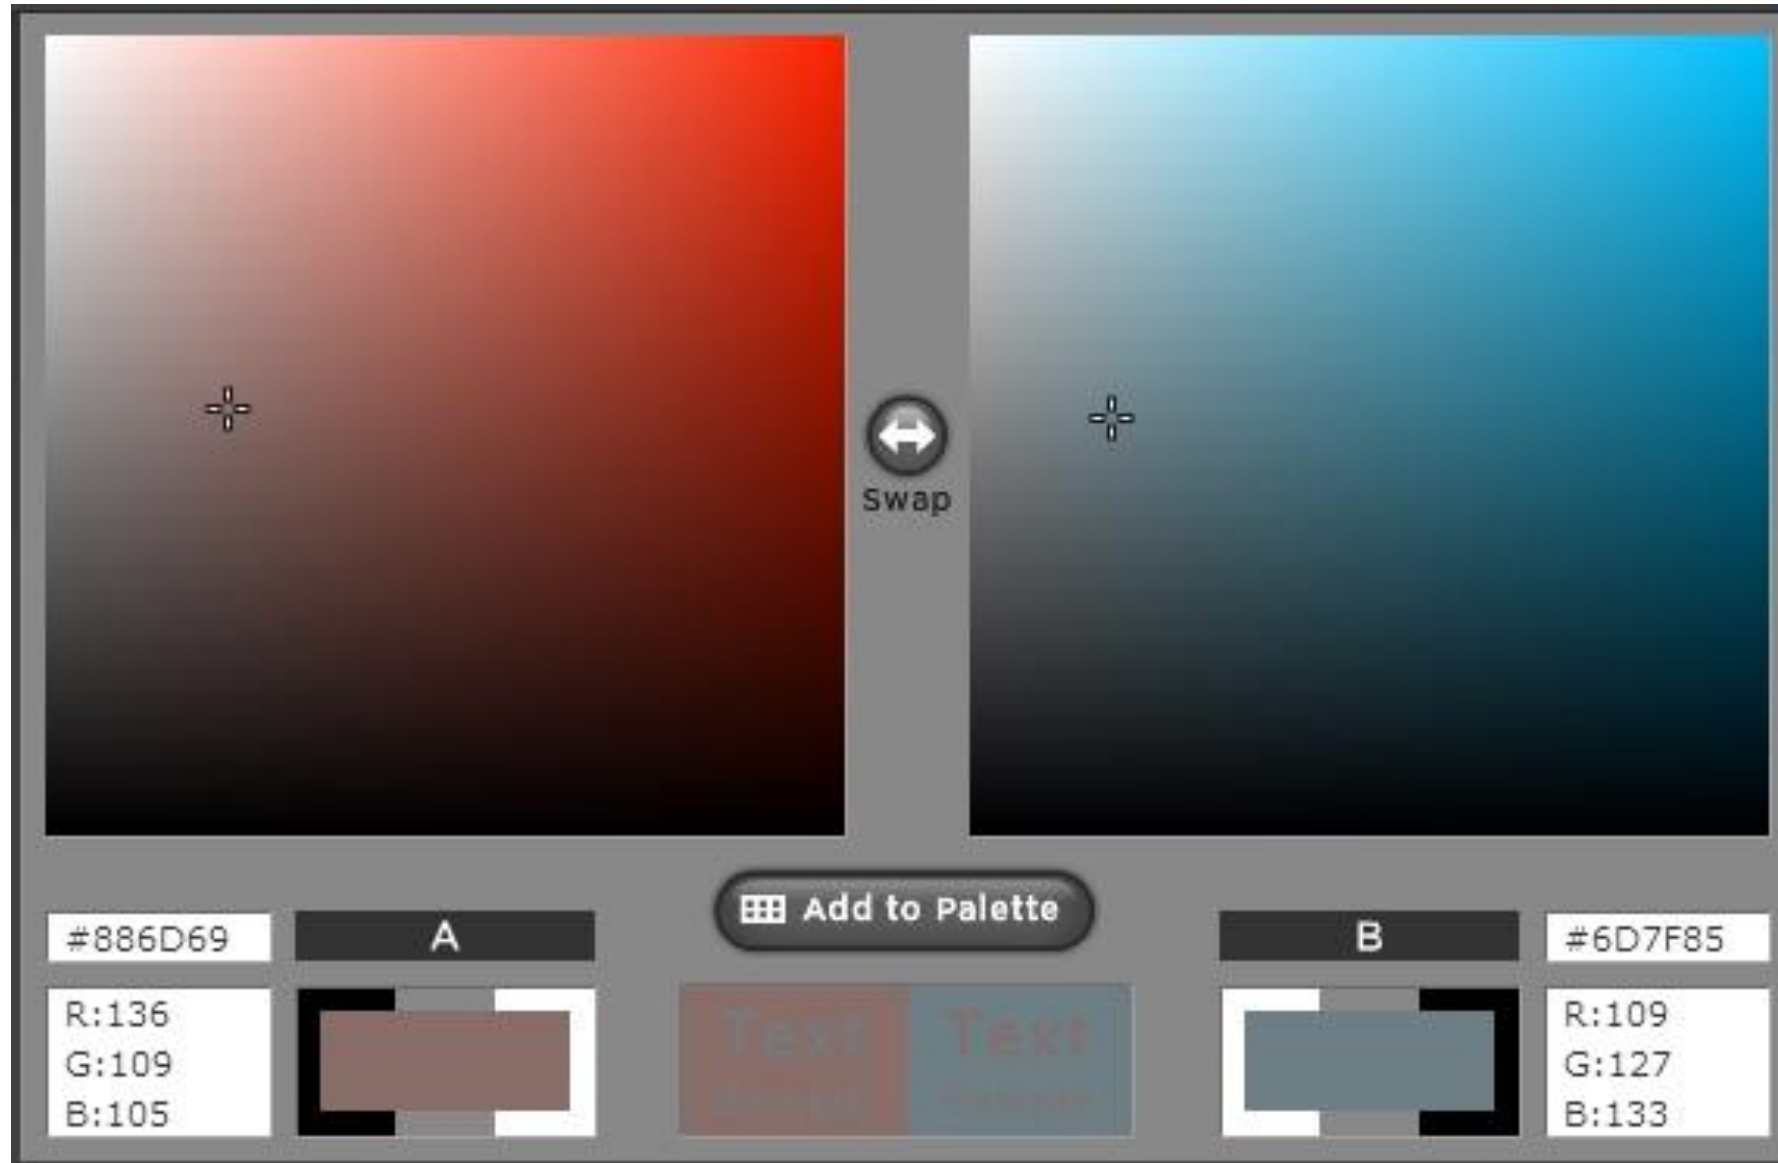 Swap
Add to Palette
#886D69
A
B
#6D7F85
R:136
G:109
B:105
Text
Text
R:109
G:127
B:133